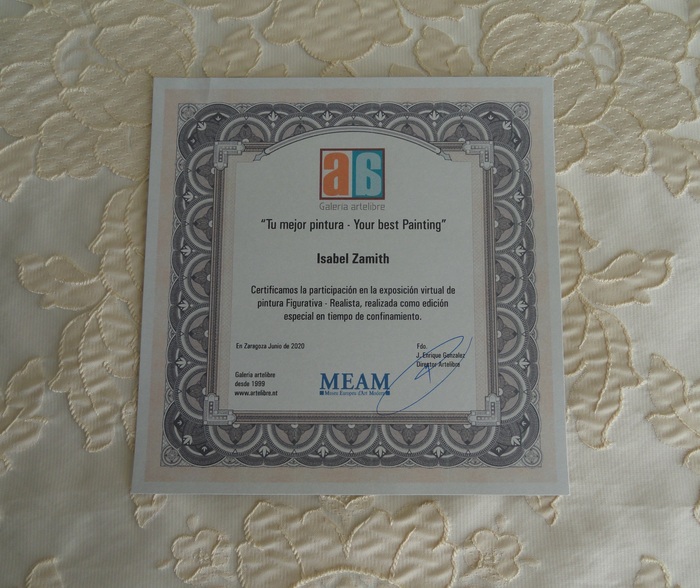 a6
Galería artelibre
“Tu mejor pintura - Your best Painting”
Isabel Zamith
Certificamos la participación en la exposición virtual de
pintura Figurativa - Realista, realizada como edición
especial en tiempo de confinamiento.
En Zaragoza Junio de 2020
Fdo.
J. Enrique Gonzalez
Director Artelibre
Galería artelibre
desde 1999
www.artelibre.net
MEAM
Museu Europeu d'Art Modern